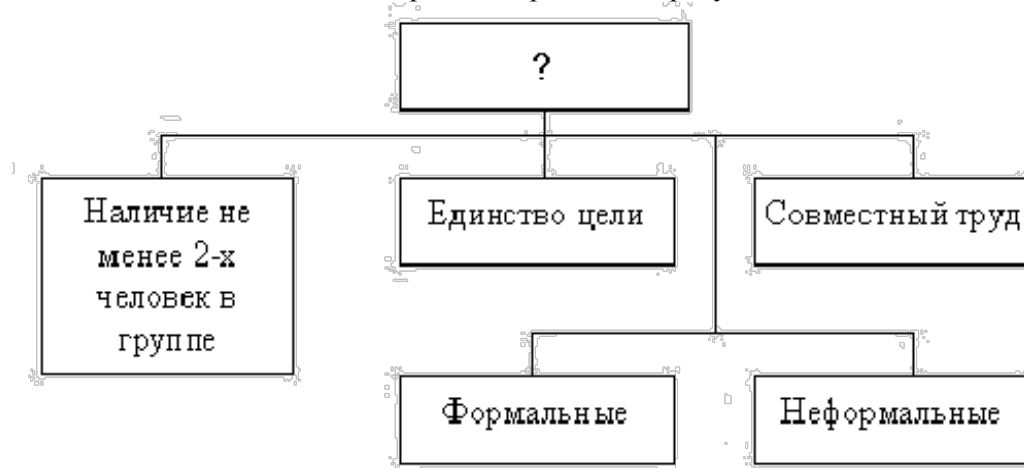 ?
Наличие не
менее 2-х
человек в
группе
Единство цели
Совместный труд
Формальные
Неформальные